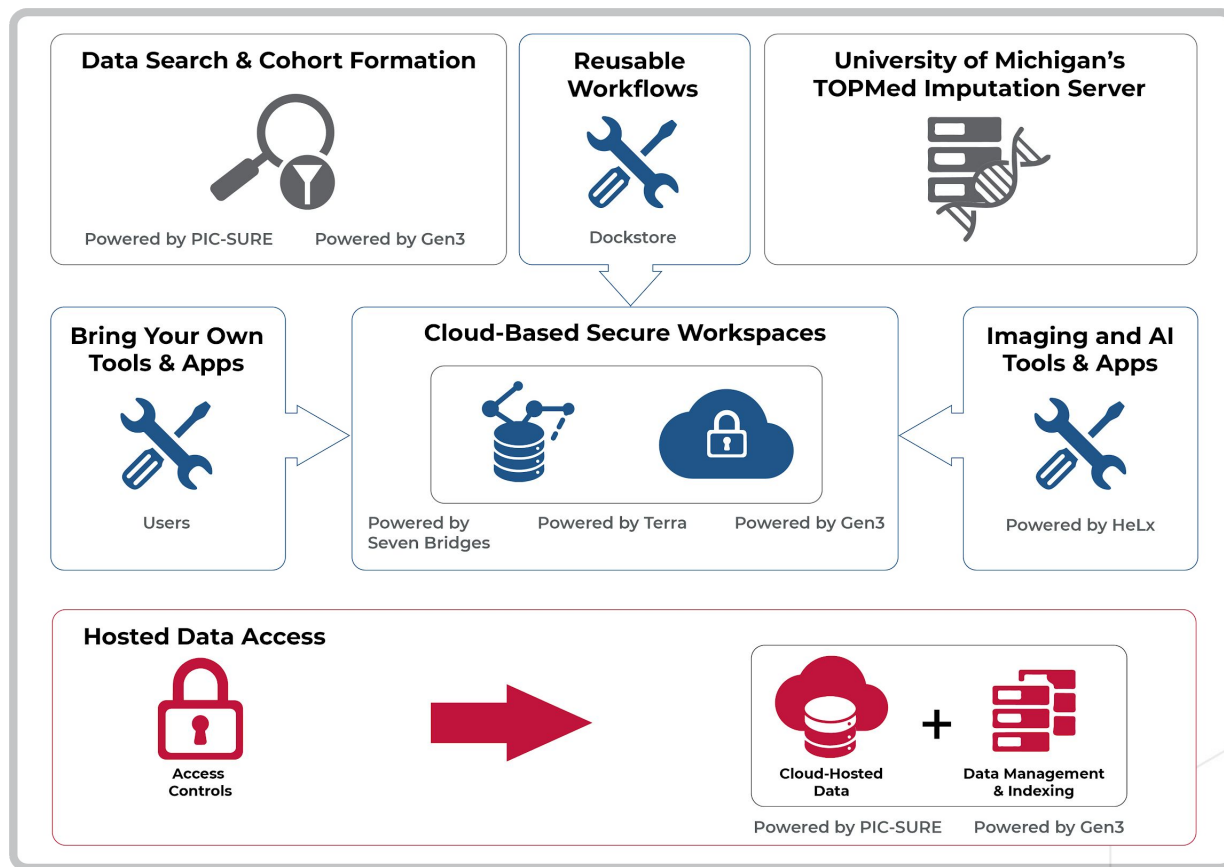 Data Search & Cohort Formation
Powered by PIC-SURE
Powered by Gen3
Reusable
Workflows
Dockstore
University of Michigan's
TOPMed Imputation Server
Bring Your Own
Tools & Apps
Users
Cloud-Based Secure Workspaces
Powered by
Seven Bridges
Powered by Terra
Powered by Gen3
Imaging and AI
Tools & Apps
Powered by HeLx
Hosted Data Access
Access
Controls
+
Cloud-Hosted
Data
Data Management
& Indexing
Powered by PIC-SURE
Powered by Gen3